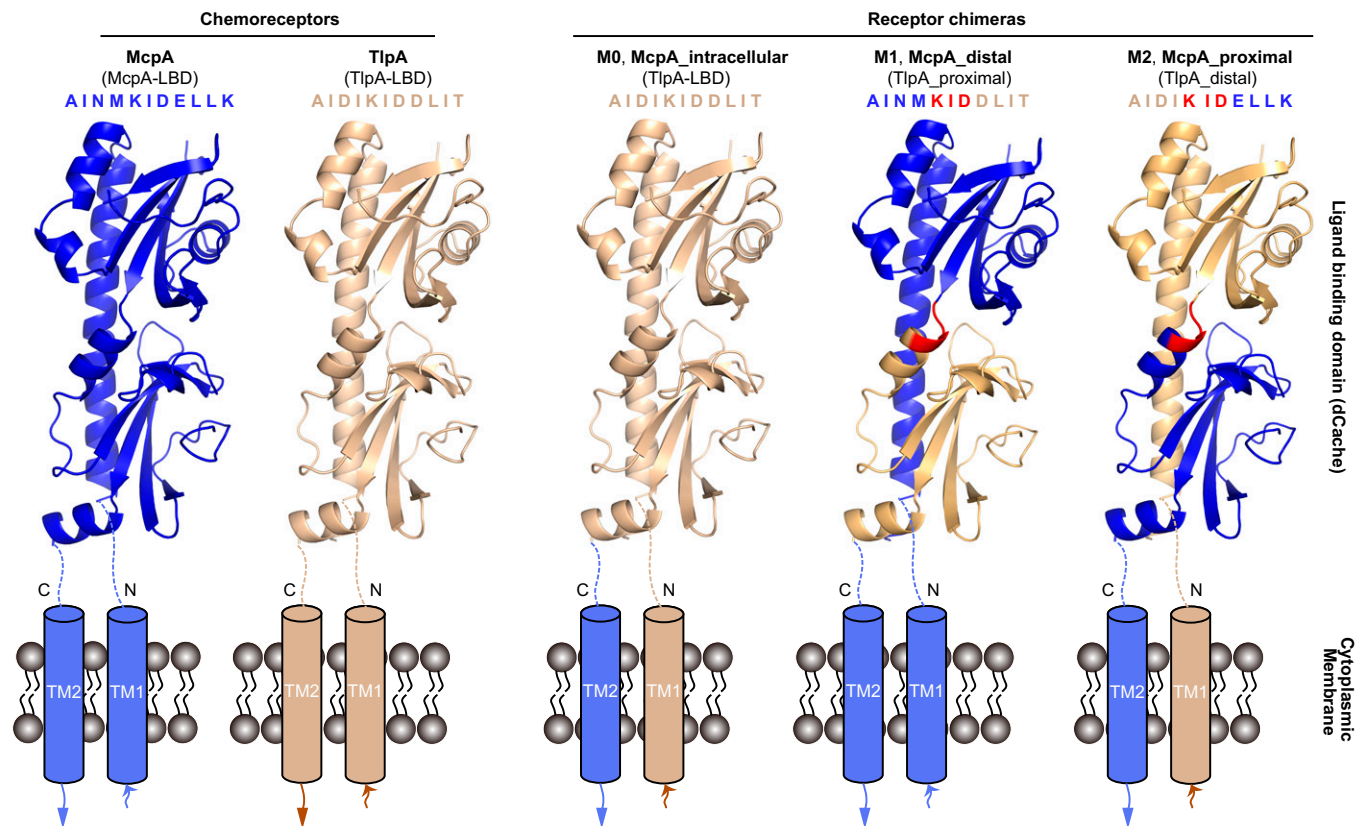 Chemoreceptors
Receptor chimeras
McpA
(McpA-LBD)
AINMKIDELLK
TlpA
(TlpA-LBD)
AIDIKIDDLIT
M0, McpA_intracellular
(TlpA-LBD)
AIDIKIDDLIT
M1, McpA_distal
(TlpA_proximal)
AINMKIDDLIT
M2, McpA_proximal
(TlpA_distal)
AIDIKIDELLK
Ligand binding domain (dCache)
C
N
C
N
C
N
C
N
C
N
TM2
TM1
TM2
TM1
TM2
TM1
TM2
TM1
TM2
TM1
Cytoplasmic
Membrane